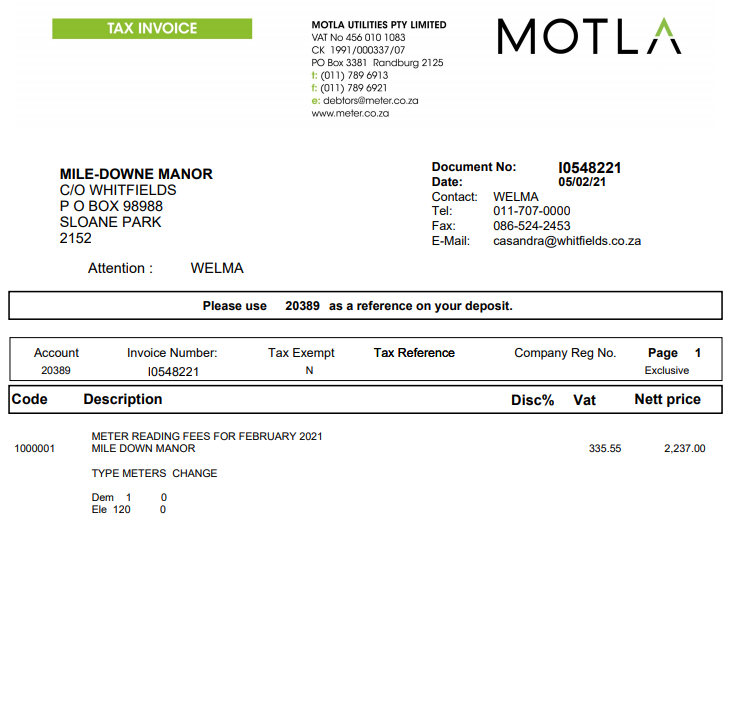 TAX INVOICE
MOTLA UTILITIES PTY LIMITED
VAT No 456 010 1083
CK 1991/000337/07
PO Box 3381 Randburg 2125
t: (011) 789 6913
f: (011) 789 6921
e: debtors@meter.co.za
www.meter.co.za
MOTLA
MILE-DOWNE MANOR
C/O WHITFIELDS
P O BOX 98988
SLOANE PARK
2152
Attention : WELMA
Document No: I0548221
Date: 05/02/21
Contact: WELMA
Tel: 011-707-0000
Fax: 086-524-2453
E-Mail: casandra@whitfields.co.za
Please use 20389 as a reference on your deposit.
Account Invoice Number: Tax Exempt Tax Reference Company Reg No. Page 1
20389 I0548221 N Exclusive
Code Description Disc% Vat Nett price
METER READING FEES FOR FEBRUARY 2021
1000001 MILE DOWN MANOR 335.55 2,237.00
TYPE METERS CHANGE
Dem 1 0
Ele 120 0